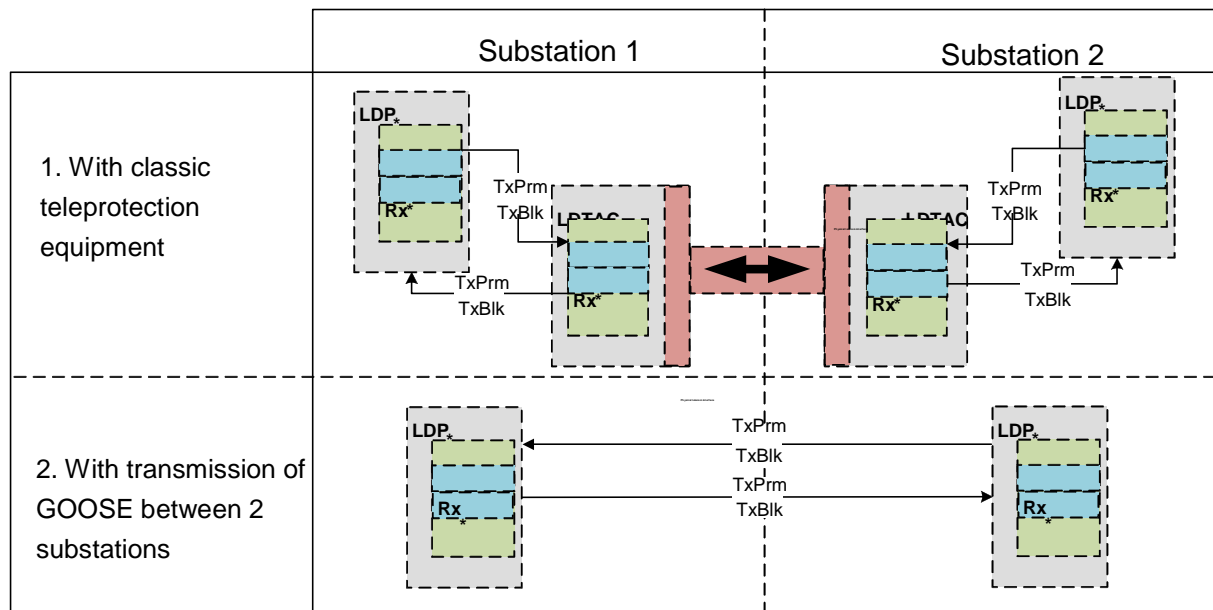 Substation 1
Substation 2
1. With classic
teleprotection
equipment
LDP*
Rx*
TxPrm
TxBlk
Rx*
TxPrm
TxBlk
LDP*
Rx*
TxPrm
TxBlk
Rx*
TxPrm
TxBlk
2. With transmission of
GOOSE between 2
substations
LDP*
Rx*
TxPrm
TxBlk
TxPrm
TxBlk
LDP*
Rx*